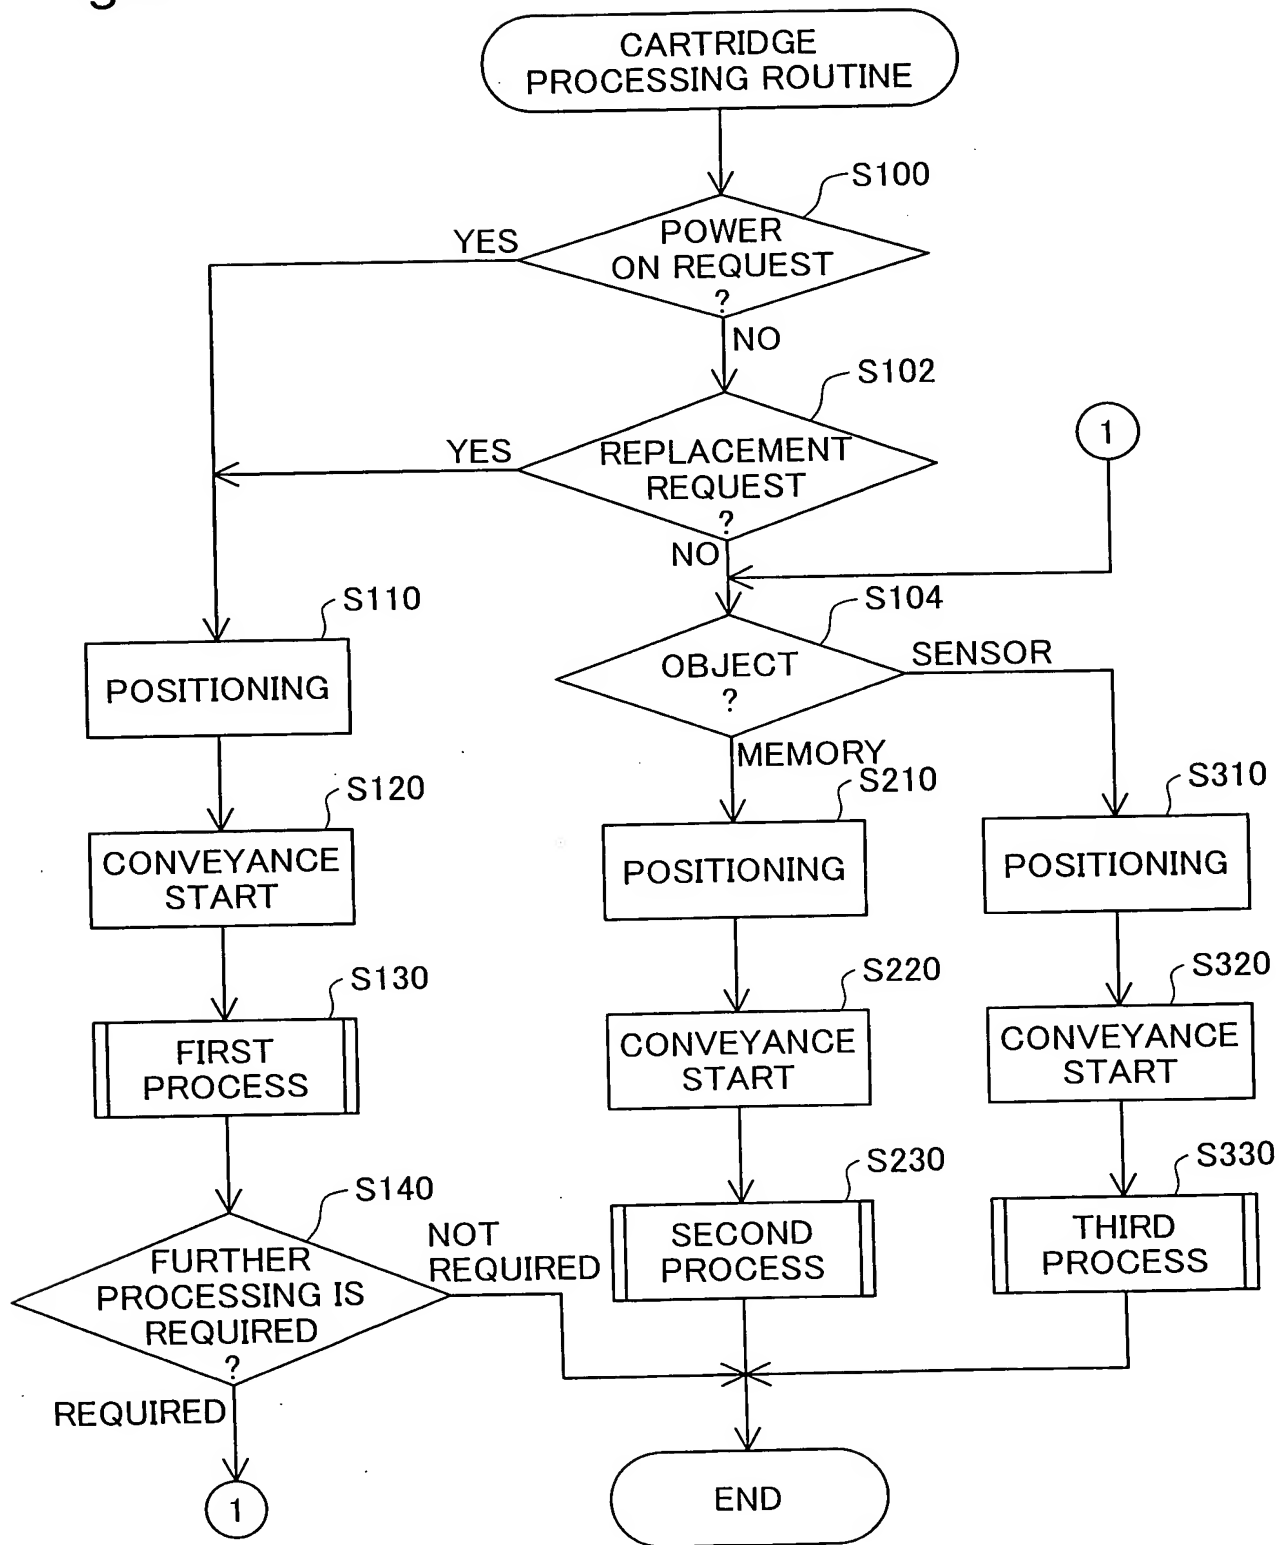 CARTRIDGE
PROCESSING ROUTINE
S100
POWER
ON REQUEST
?
YES
NO
S102
REPLACEMENT
REQUEST
?
YES
NO
1
S104
OBJECT
?
SENSOR
MEMORY
S110
POSITIONING
S120
CONVEYANCE
START
S130
FIRST
PROCESS
S140
FURTHER
PROCESSING IS
REQUIRED
?
NOT
REQUIRED
REQUIRED
1
S210
POSITIONING
S220
CONVEYANCE
START
S230
SECOND
PROCESS
S310
POSITIONING
S320
CONVEYANCE
START
S330
THIRD
PROCESS
END